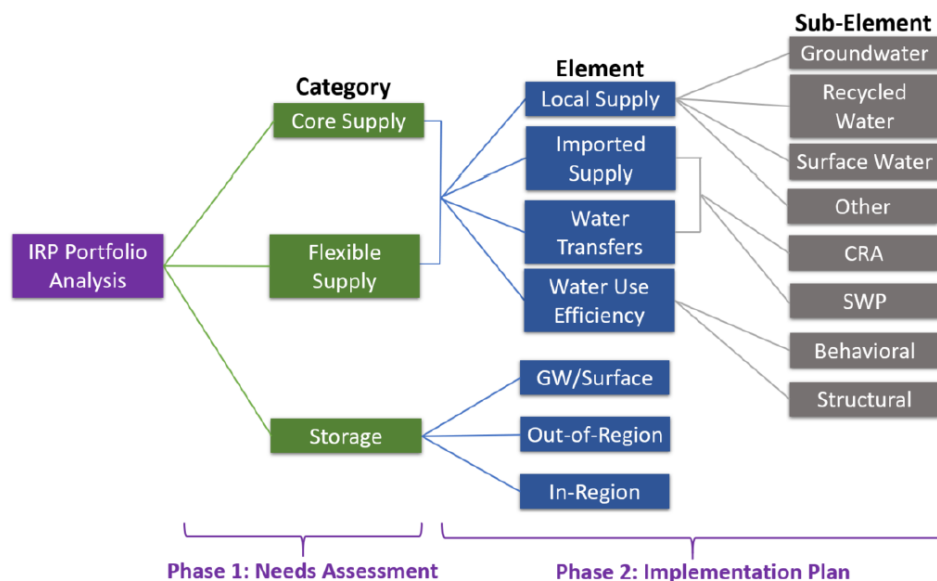 Sub-Element
Category
Element
Core Supply
Local Supply
Groundwater
Recycled
Water
Imported
Supply
Surface Water
Other
IRP Portfolio
Analysis
Flexible
Supply
Water
Transfers
CRA
Water Use
Efficiency
SWP
Behavioral
Structural
Storage
GW/Surface
Out-of-Region
In-Region
Phase 1: Needs Assessment
Phase 2: Implementation Plan